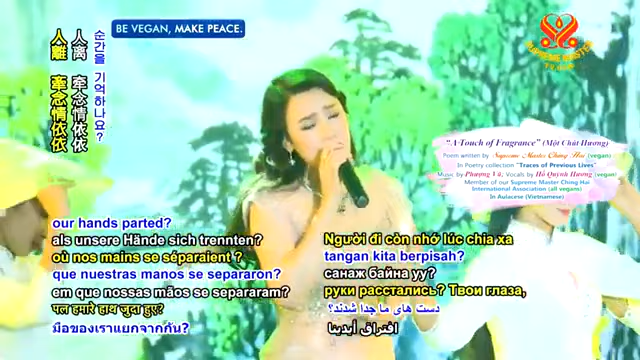 BE VEGAN, MAKE PEACE.
SUPREME MASTER
人離 牽念情依依
人离 牵念情依依
순간을 기억하나요?
"A Touch of Fragrance" (Một Chút Hương)
Poem written by Supreme Master Ching Hai (vegan)
In Poetry collection "Traces of Previous Lives"
Music by Phượng Vũ; Vocals by Hồ Quỳnh Hương (vegan)
Member of our Supreme Master Ching Hai
International Association (all vegans)
In Aulacese (Vietnamese)
our hands parted?
als unsere Hände sich trennten?
où nos mains se séparaient ?
que nuestras manos se separaron?
em que nossas mãos se separaram?
पल हमारे हाथ जुदा हुए?
มือของเราแยกจากกัน?
Người đi còn nhớ lúc chia xa
tangan kita berpisah?
санаж байна уу?
руки расстались? Твои глаза,
دست های ما جدا شدند؟
افتراق أيدينا